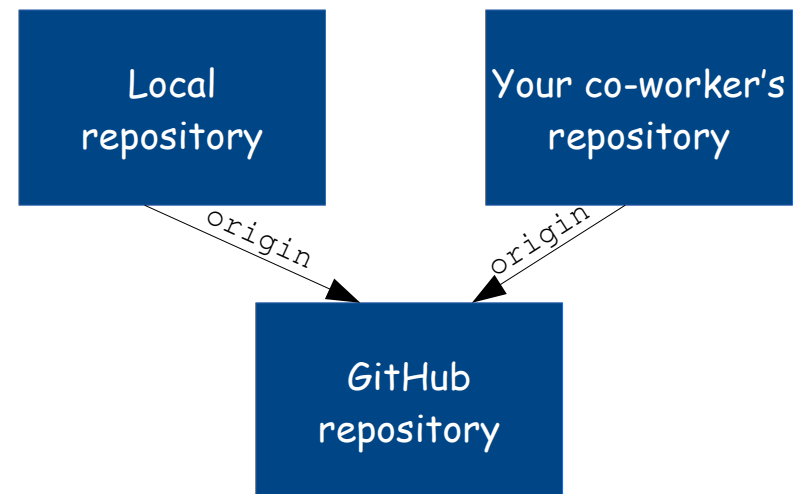 Local
repository
Your co-worker’s
repository
origin
origin
GitHub
repository